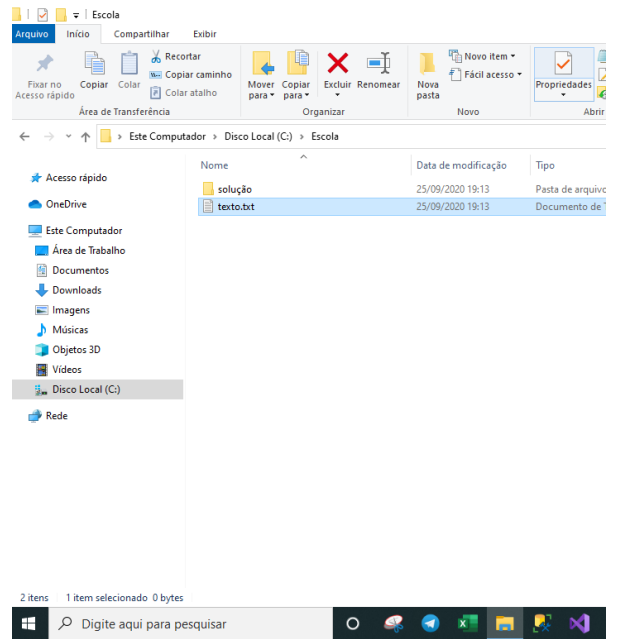 Escola
Arquivo Início Compartilhar Exibir
Fixar no Acesso rápido
Copiar
Colar
Recortar
Copiar caminho
Colar atalho
Mover para
Copiar para
Excluir
Renomear
Nova pasta
Novo item
Fácil acesso
Propriedades
Área de Transferência Organizar Novo Abrir
Este Computador > Disco Local (C:) > Escola
Nome Data de modificação Tipo
solução 25/09/2020 19:13 Pasta de arquivo
texto.txt 25/09/2020 19:13 Documento de
Acesso rápido
OneDrive
Este Computador
Área de Trabalho
Documentos
Downloads
Imagens
Músicas
Objetos 3D
Vídeos
Disco Local (C:)
Rede
2 itens 1 item selecionado 0 bytes
Digite aqui para pesquisar